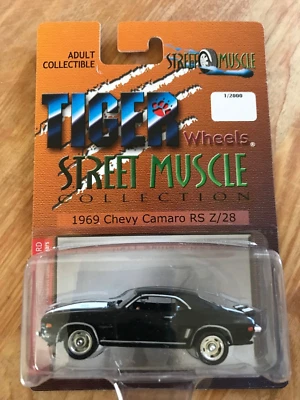 ADULT
COLLECTIBLE
STREET MUSCLE
1/2000
TIGER
Wheels®
STREET MUSCLE
COLLECTION
1969 Chevy Camaro RS Z/28